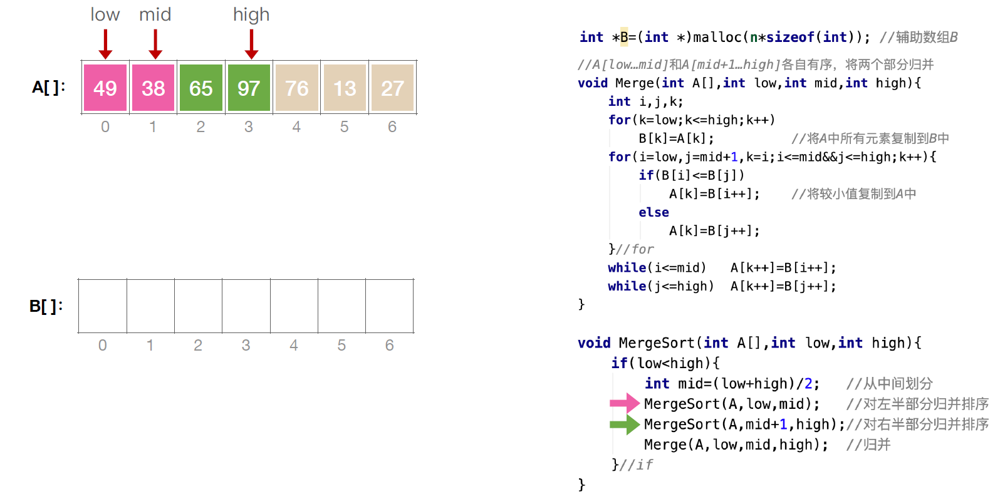 low mid high
A[ ]: 49 38 65 97 76 13 27
0 1 2 3 4 5 6
B[ ]:
0 1 2 3 4 5 6
int *B=(int *)malloc(n*sizeof(int)); //辅助数组B
//A[low…mid]和A[mid+1…high]各自有序，将两个部分归并
void Merge(int A[],int low,int mid,int high){
int i,j,k;
for(k=low;k<=high;k++)
B[k]=A[k]; //将A中所有元素复制到B中
for(i=low,j=mid+1,k=i;i<=mid&&j<=high;k++){
if(B[i]<=B[j])
A[k]=B[i++]; //将较小值复制到A中
else
A[k]=B[j++];
}//for
while(i<=mid) A[k++]=B[i++];
while(j<=high) A[k++]=B[j++];
}
void MergeSort(int A[],int low,int high){
if(low<high){
int mid=(low+high)/2; //从中间划分
MergeSort(A,low,mid); //对左半部分归并排序
MergeSort(A,mid+1,high);//对右半部分归并排序
Merge(A,low,mid,high); //归并
}//if
}